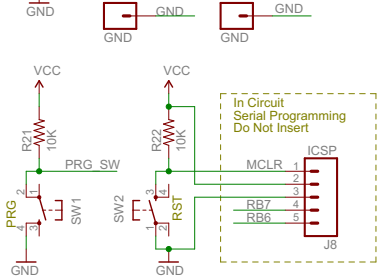 GND
GND
GND
GND
GND
VCC
VCC
In Circuit
Serial Programming
Do Not Insert
R21
10K
R22
10K
ICSP
PRG_SW
MCLR
1
2
3
RB7
4
RB6
5
J8
PRG
2
1
4
3
SW1
SW2
3
4
1
2
RST
GND
GND